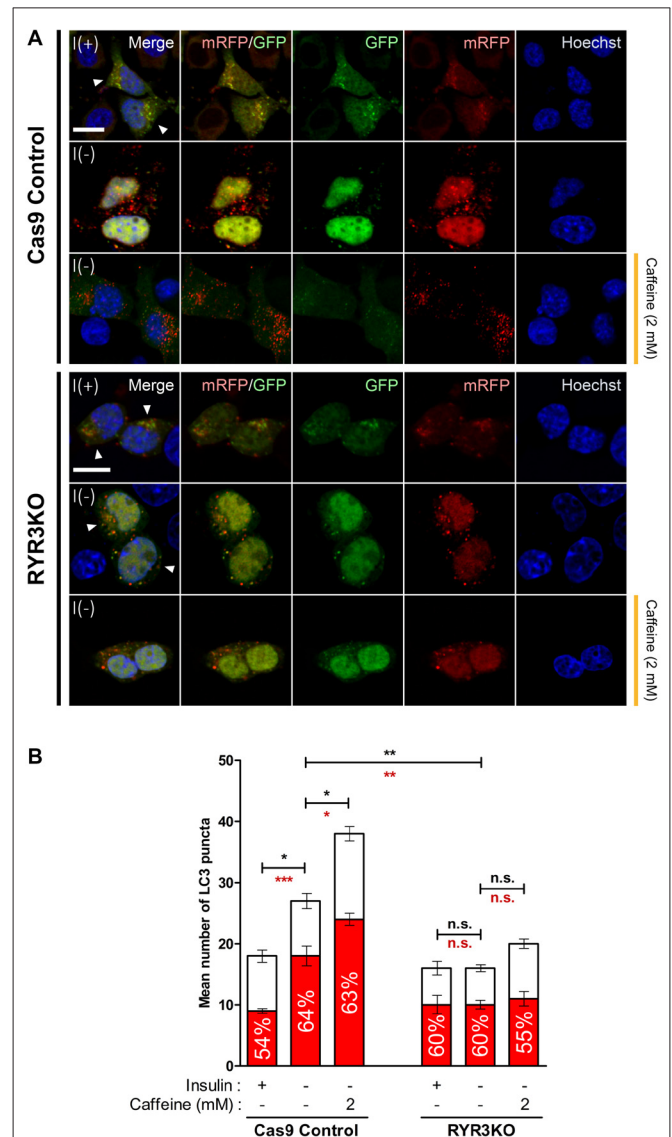 A
I(+) Merge mRFP/GFP GFP mRFP Hoechst
Cas9 Control
I(-)
I(-)
Caffeine (2 mM)
I(+) Merge mRFP/GFP GFP mRFP Hoechst
RYR3KO
I(-)
I(-)
Caffeine (2 mM)
B
Mean number of LC3 puncta
50
40
30
20
10
0
**
**
*
*
*
***
n.s.
n.s.
n.s.
n.s.
54% 64% 63% 60% 60% 55%
Insulin : + - - + - -
Caffeine (mM) : - - 2 - - 2
Cas9 Control RYR3KO